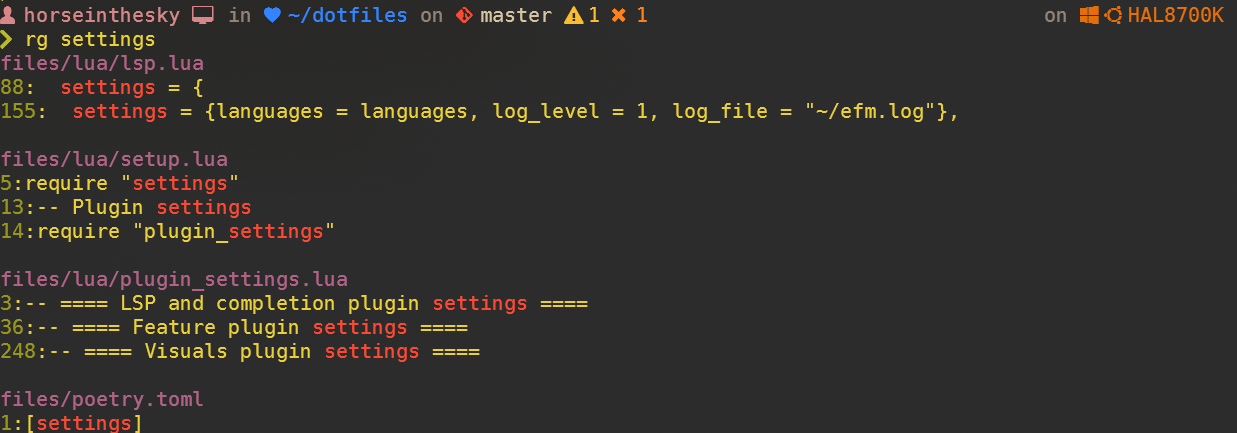 horseinthesky in ~/dotfiles on master 1 ✖ 1 on HAL8700K
❯ rg settings
files/lua/lsp.lua
88:  settings = {
155:  settings = {languages = languages, log_level = 1, log_file = "~/efm.log"},
files/lua/setup.lua
5:require "settings"
13:-- Plugin settings
14:require "plugin_settings"
files/lua/plugin_settings.lua
3:-- ==== LSP and completion plugin settings ====
36:-- ==== Feature plugin settings ====
248:-- ==== Visuals plugin settings ====
files/poetry.toml
1:[settings]